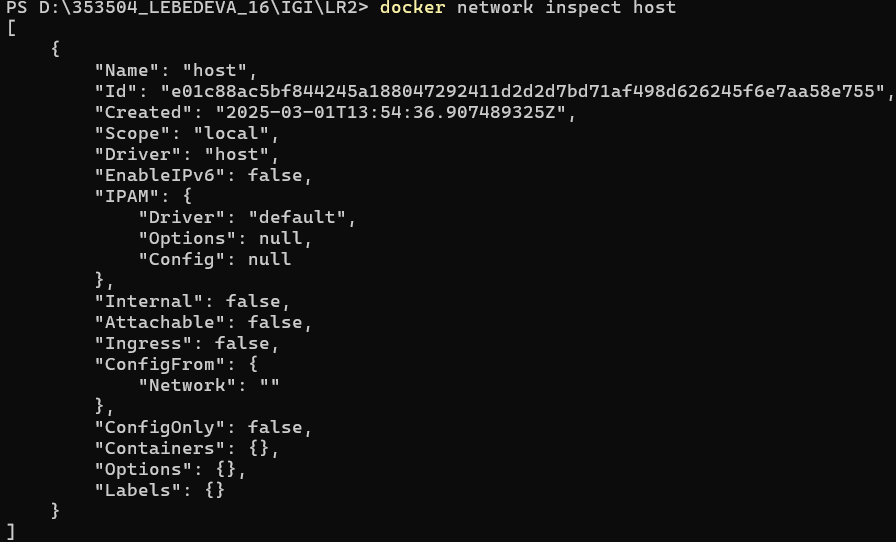 PS D:\353504_LEBEDEVA_16\IGI\LR2> docker network inspect host
[
    {
        "Name": "host",
        "Id": "e01c88ac5bf844245a188047292411d2d2d7bd71af498d626245f6e7aa58e755",
        "Created": "2025-03-01T13:54:36.907489325Z",
        "Scope": "local",
        "Driver": "host",
        "EnableIPv6": false,
        "IPAM": {
            "Driver": "default",
            "Options": null,
            "Config": null
        },
        "Internal": false,
        "Attachable": false,
        "Ingress": false,
        "ConfigFrom": {
            "Network": ""
        },
        "ConfigOnly": false,
        "Containers": {},
        "Options": {},
        "Labels": {}
    }
]